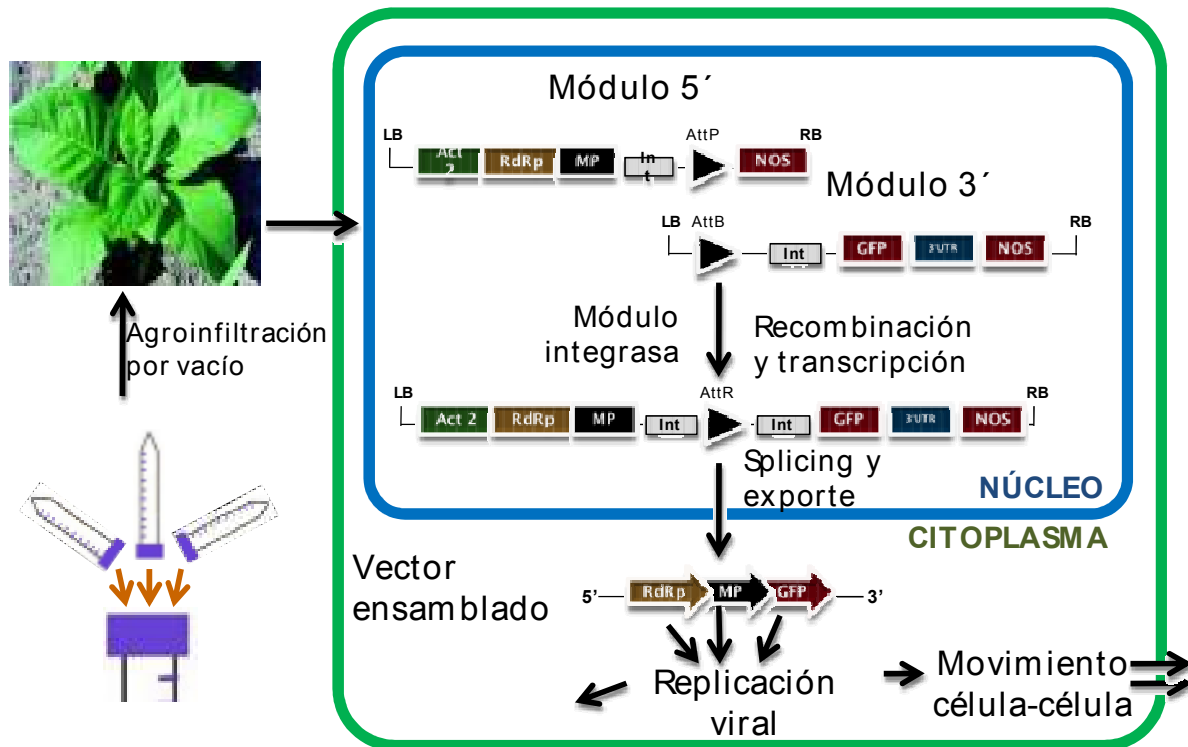 Módulo 5´
LB
Act 2
RdRp
MP
Int
AttP
NOS
RB
Módulo 3´
LB
AttB
Int
GFP
3'UTR
NOS
RB
Agroinfiltración
por vacío
Módulo
integrasa
Recombinación
y transcripción
LB
Act 2
RdRp
MP
Int
AttR
Int
GFP
3'UTR
NOS
RB
Splicing y
exporte
NÚCLEO
CITOPLASMA
Vector
ensamblado
5’
RdRp
MP
GFP
3’
Replicación
viral
Movimiento
célula-célula